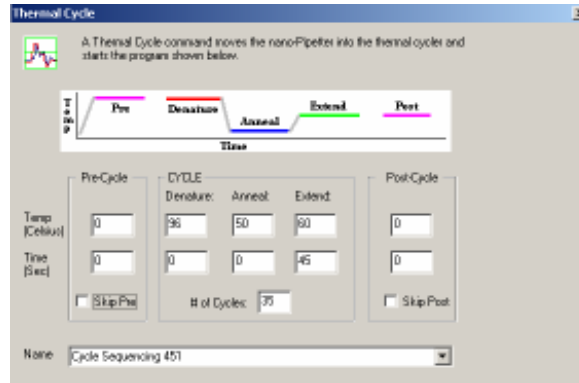 Thermal Cycle
A Thermal Cycle command moves the nano-Pipetter into the thermal cycler and
starts the program shown below.
Temp
Pre Denature Anneal Extend Post
Time
Pre-Cycle CYCLE Post-Cycle
Denature: Anneal: Extend:
Temp 0 96 50 60 0
(Celsius)
Time 0 0 0 45 0
(Sec)
Skip Pre # of Cycles: 35 Skip Post
Name Cycle Sequencing 451